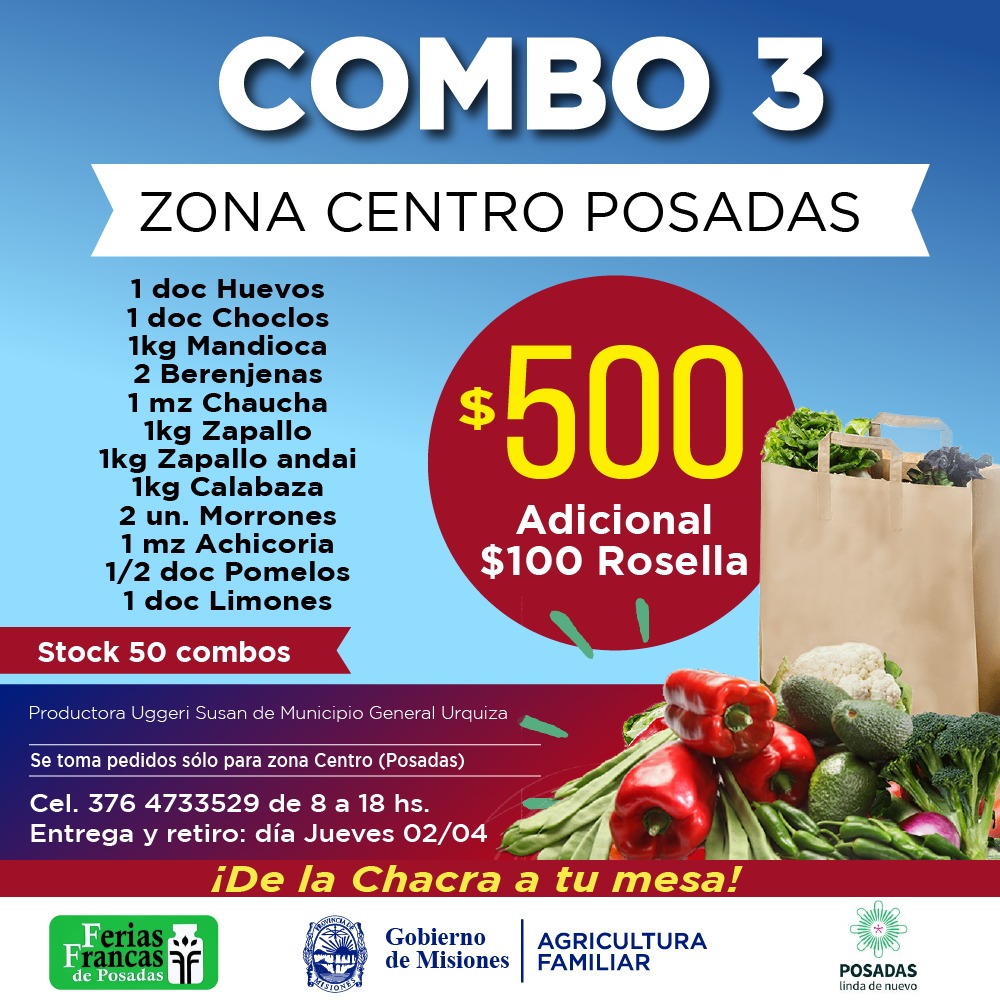 COMBO 3
ZONA CENTRO POSADAS
1 doc Huevos
1 doc Choclos
1kg Mandioca
2 Berenjenas
1 mz Chaucha
1kg Zapallo
1kg Zapallo andai
1kg Calabaza
2 un. Morrones
1 mz Achicoria
1/2 doc Pomelos
1 doc Limones
$500
Adicional
$100 Rosella
Stock 50 combos
Productora Uggeri Susan de Municipio General Urquiza
Se toma pedidos sólo para zona Centro (Posadas)
Cel. 376 4733529 de 8 a 18 hs.
Entrega y retiro: día Jueves 02/04
¡De la Chacra a tu mesa!
Ferias
Francas
de Posadas
PROVINCIA DE
MISIONES
Gobierno
de Misiones
AGRICULTURA
FAMILIAR
POSADAS
linda de nuevo